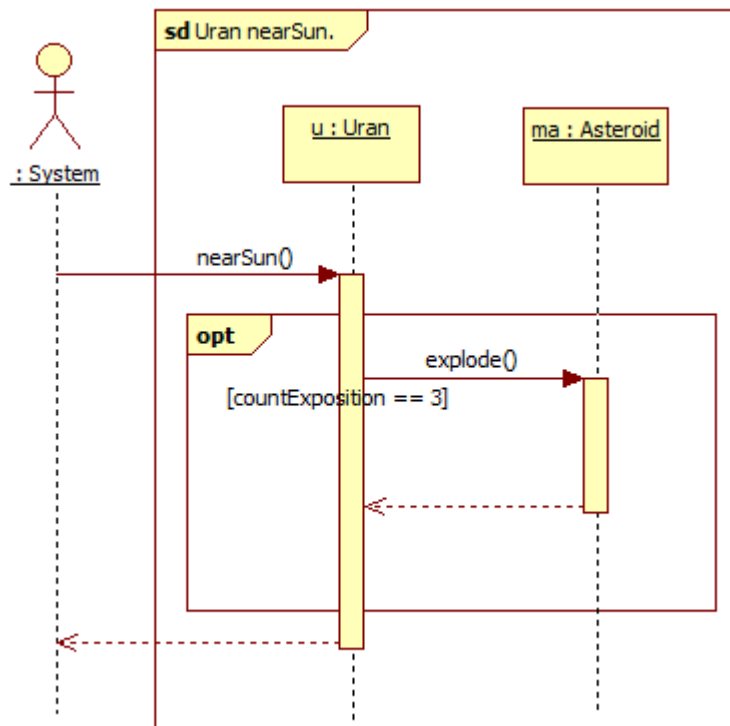 sd Uran nearSun.
: System
u : Uran
ma : Asteroid
nearSun()
opt
explode()
[countExposition == 3]